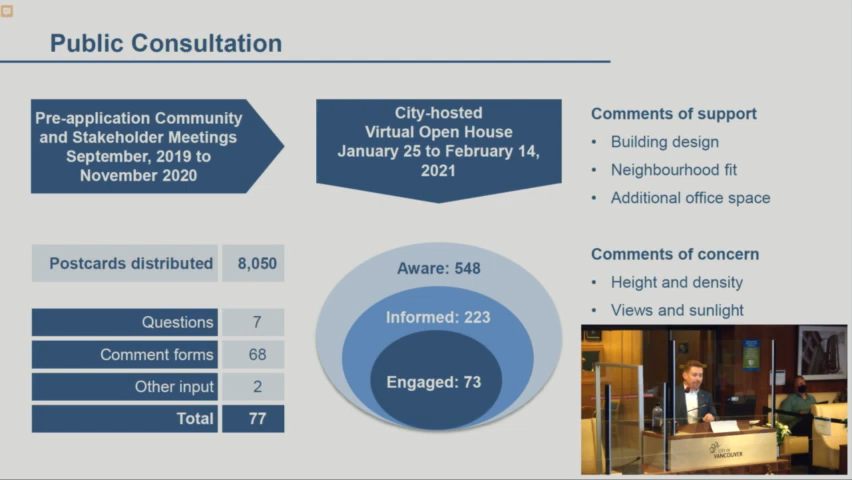 Public Consultation
Pre-application Community
and Stakeholder Meetings
September, 2019 to
November 2020
City-hosted
Virtual Open House
January 25 to February 14,
2021
Comments of support
• Building design
• Neighbourhood fit
• Additional office space
Postcards distributed 8,050
Questions 7
Comment forms 68
Other input 2
Total 77
Aware: 548
Informed: 223
Engaged: 73
Comments of concern
• Height and density
• Views and sunlight
CITY OF
VANCOUVER